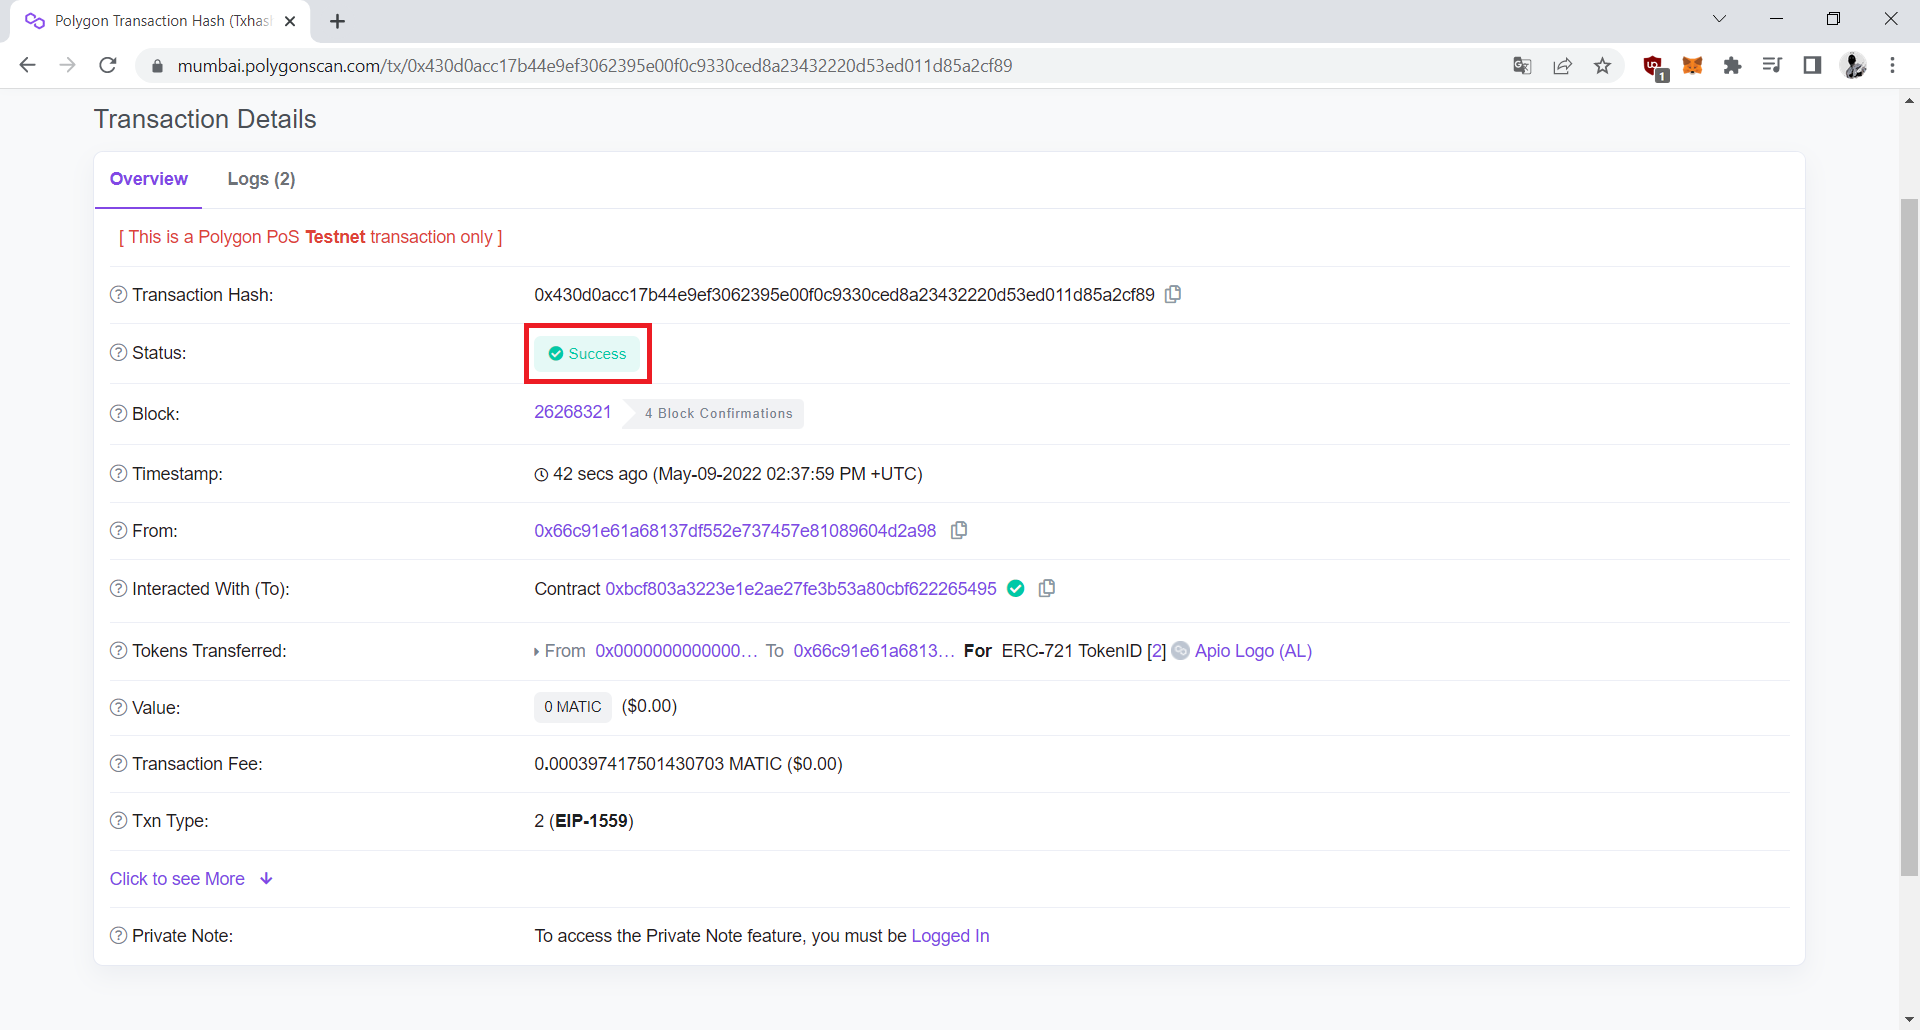 Polygon Transaction Hash (Txhas
mumbai.polygonscan.com/tx/0x430d0acc17b44e9ef3062395e00f0c9330ced8a23432220d53ed011d85a2cf89
1
Transaction Details
Overview
Logs (2)
[ This is a Polygon PoS Testnet transaction only ]
Transaction Hash: 0x430d0acc17b44e9ef3062395e00f0c9330ced8a23432220d53ed011d85a2cf89
Status: Success
Block: 26268321 4 Block Confirmations
Timestamp: 42 secs ago (May-09-2022 02:37:59 PM +UTC)
From: 0x66c91e61a68137df552e737457e81089604d2a98
Interacted With (To): Contract 0xbcf803a3223e1e2ae27fe3b53a80cbf622265495
Tokens Transferred: From 0x0000000000000... To 0x66c91e61a6813... For ERC-721 TokenID [2] Apio Logo (AL)
Value: 0 MATIC ($0.00)
Transaction Fee: 0.000397417501430703 MATIC ($0.00)
Txn Type: 2 (EIP-1559)
Click to see More
Private Note: To access the Private Note feature, you must be Logged In